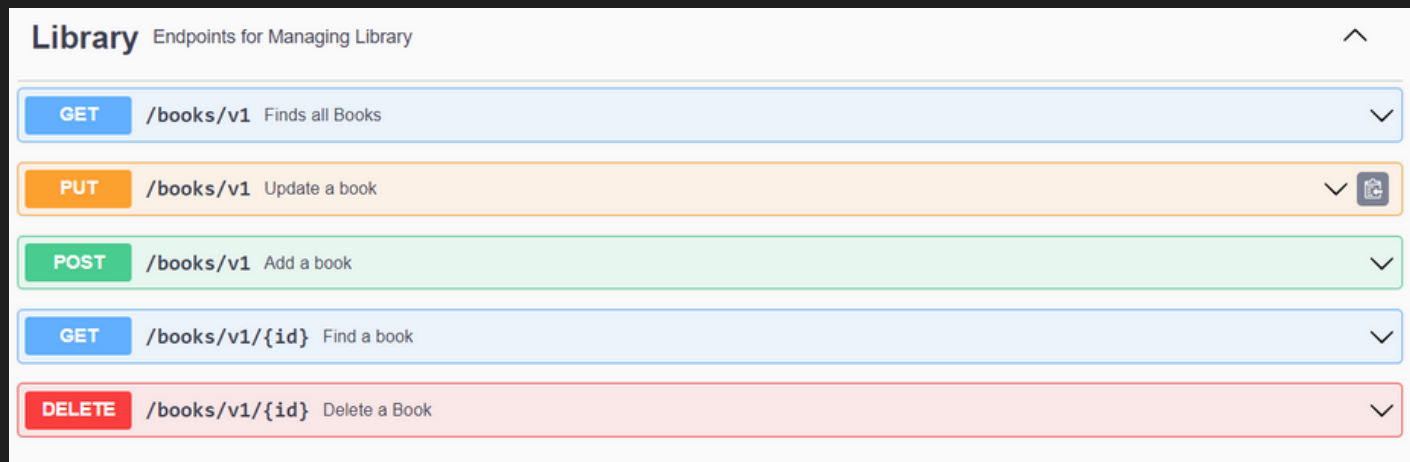 Library Endpoints for Managing Library
GET /books/v1 Finds all Books
PUT /books/v1 Update a book
POST /books/v1 Add a book
GET /books/v1/{id} Find a book
DELETE /books/v1/{id} Delete a Book